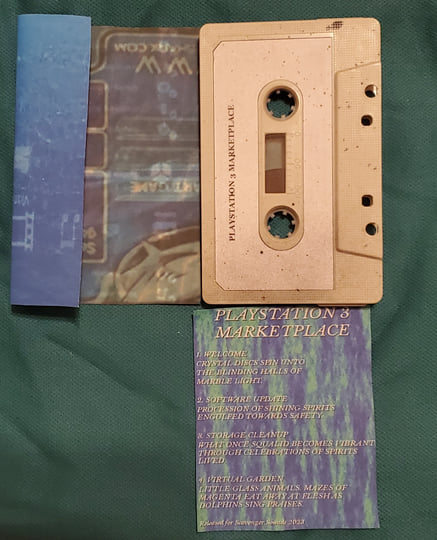 PLAYSTATION 3 MARKETPLACE
PLAYSTATION 3
MARKETPLACE
1. WELCOME
CRYSTAL DISCS SPIN UNTO
THE BLINDING HALLS OF
MARBLE LIGHT.
2. SOFTWARE UPDATE
PROCESSION OF SHINING SPIRITS
ENGULFED TOWARDS SAFETY.
3. STORAGE CLEANUP
WHAT ONCE SQUALID BECOMES VIBRANT
THROUGH CELEBRATIONS OF SPIRITS
LIVED.
4. VIRTUAL GARDEN
LITTLE GLASS ANIMALS. MAZES OF
MAGENTA EAT AWAY AT FLESH AS
DOLPHINS SING PRAISES.
Released for Scavenger Sounds 2023